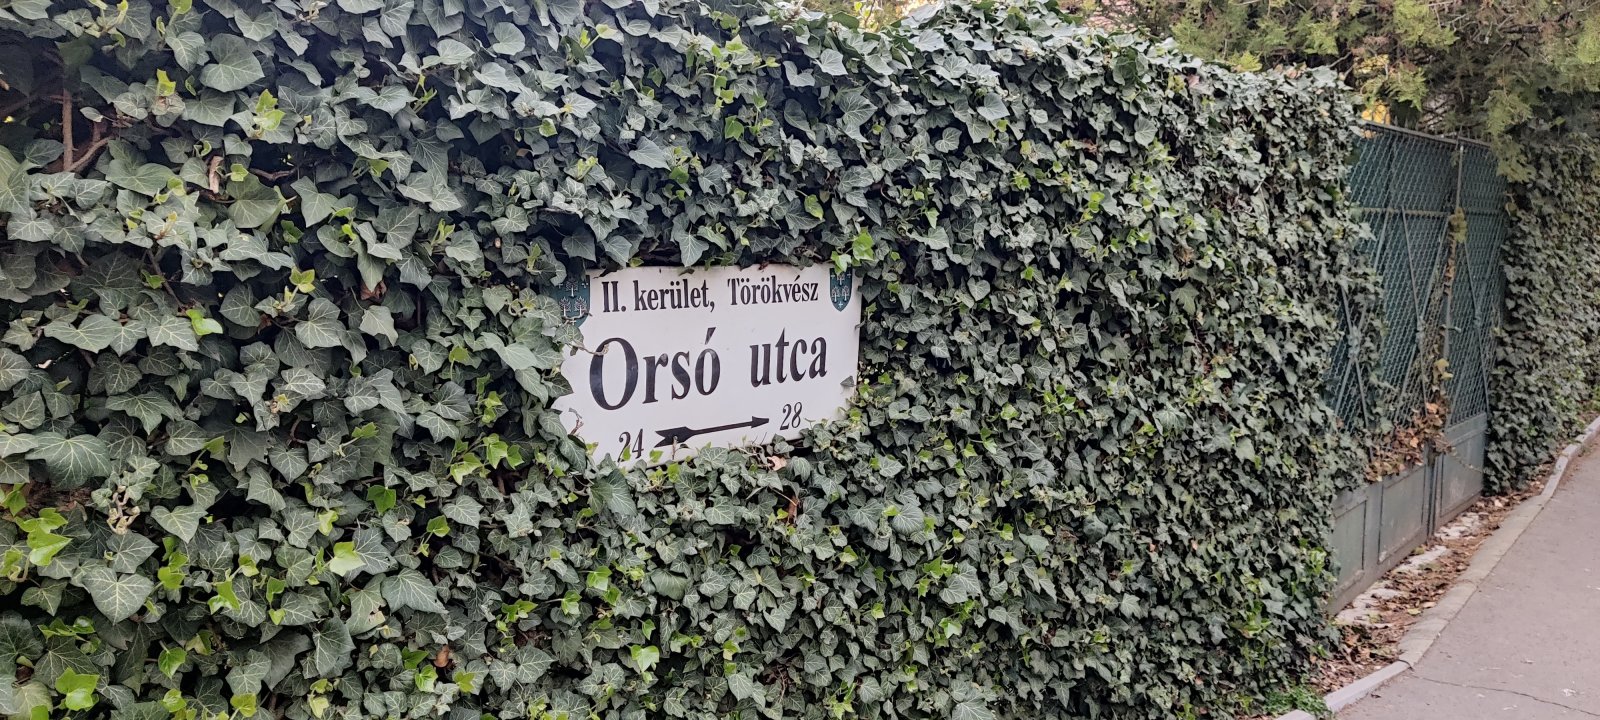 II. kerület, Törökvész
Orsó utca
24 28